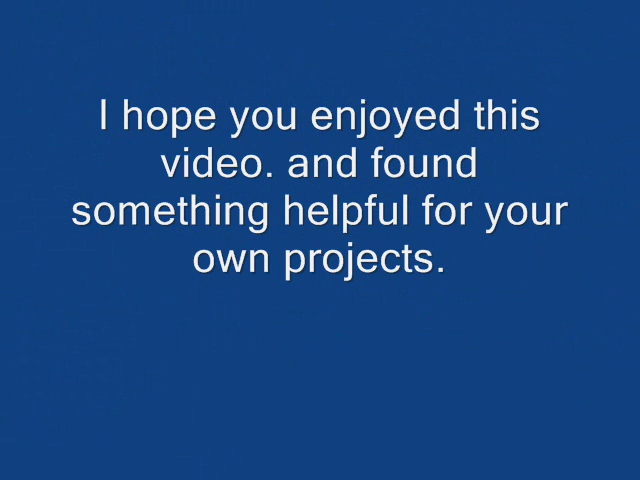 I hope you enjoyed this
video. and found
something helpful for your
own projects.